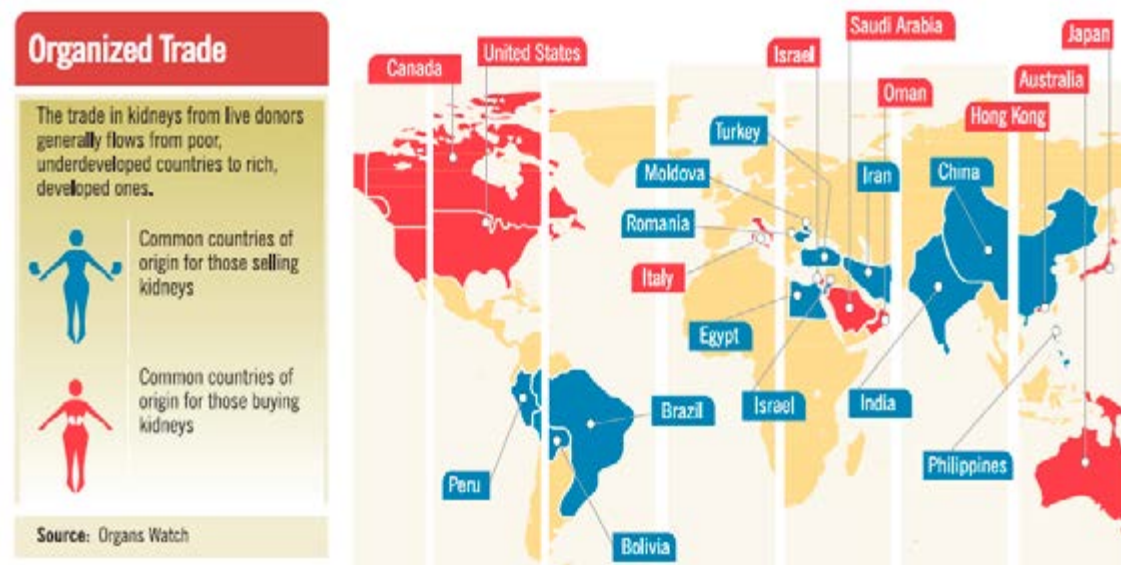 Organized Trade
The trade in kidneys from live donors
generally flows from poor,
underdeveloped countries to rich,
developed ones.
Common countries of
origin for those selling
kidneys
Common countries of
origin for those buying
kidneys
Source: Organs Watch
Canada
United States
Israel
Saudi Arabia
Japan
Australia
Oman
Hong Kong
Turkey
Moldova
Iran
China
Romania
Italy
Egypt
Israel
India
Brazil
Philippines
Peru
Bolivia